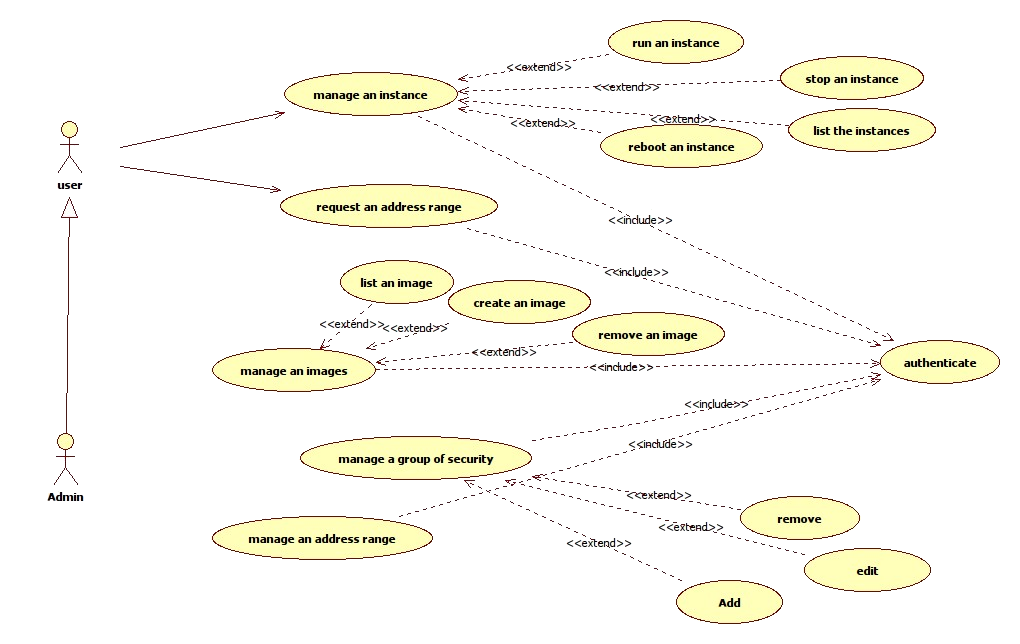 run an instance
<<extend>>
stop an instance
manage an instance
<<extend>>
<<extend>>
<<extend>>
list the instances
reboot an instance
user
request an address range
<<include>>
<<include>>
list an image
create an image
<<extend>>
<<extend>>
remove an image
<<extend>>
manage an images
<<include>>
authenticate
<<include>>
<<include>>
manage a group of security
Admin
<<extend>>
remove
<<extend>>
manage an address range
<<extend>>
edit
Add